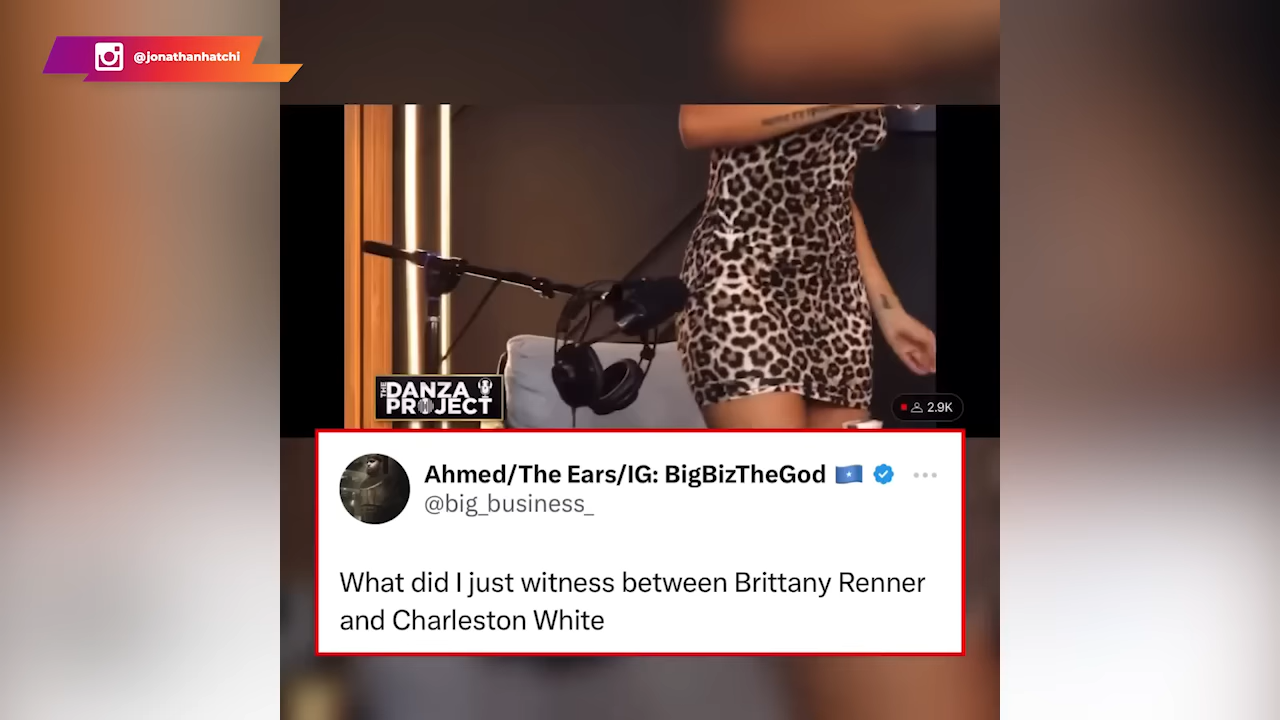 @jonathanhatchi
THE
DANZA
PROJECT
2.9K
Ahmed/The Ears/IG: BigBizTheGod
@big_business_
What did I just witness between Brittany Renner
and Charleston White